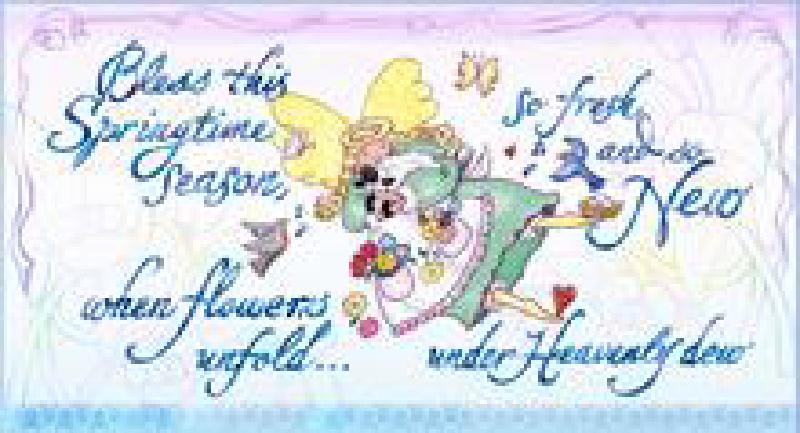 Bless this
Springtime
Season,
so fresh
and so
New
when flowers
unfold...
under Heavenly dew